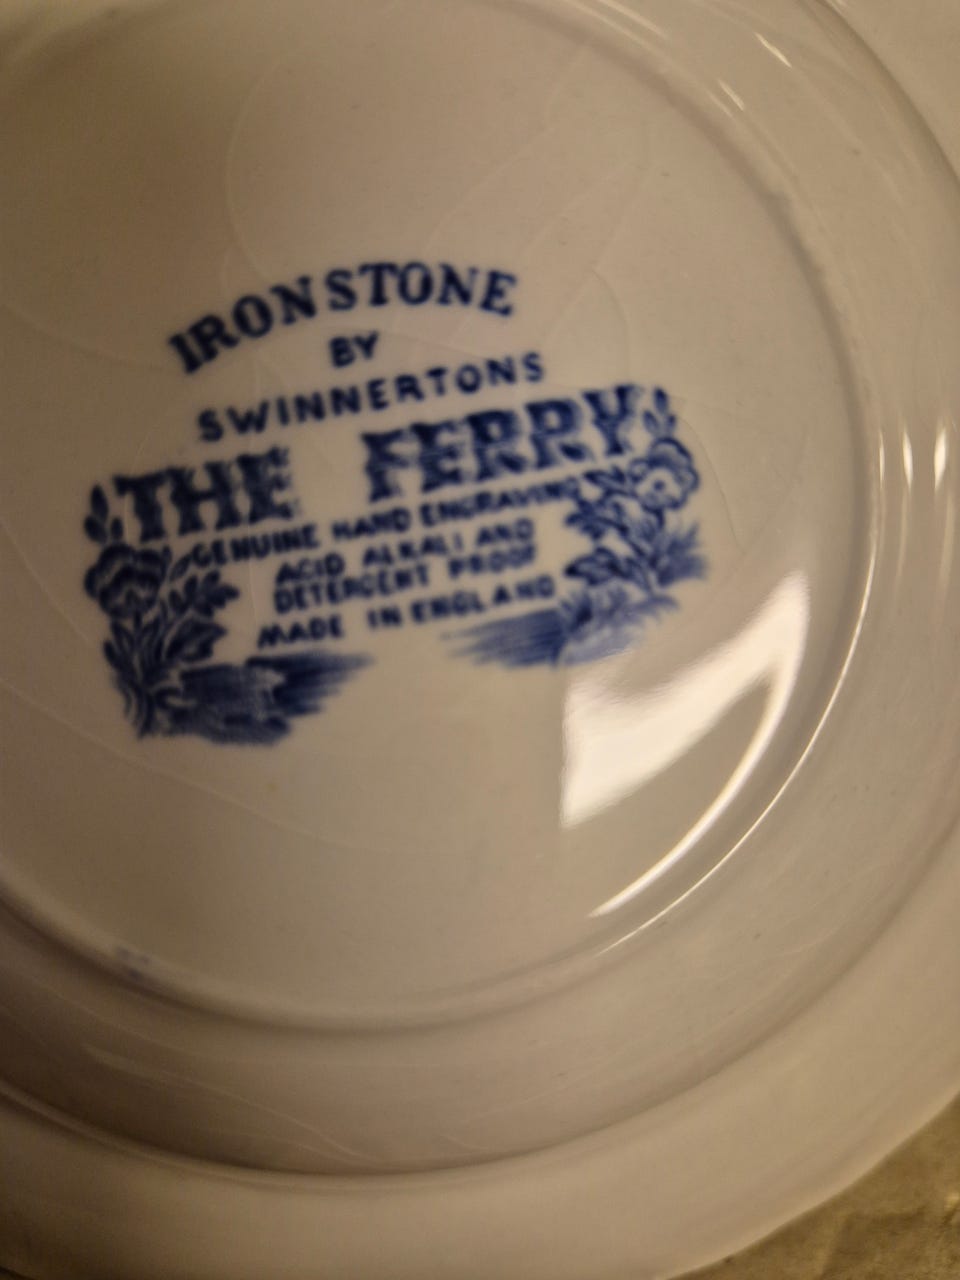 IRONSTONE
BY
SWINNERTONS
THE FERRY
GENUINE HAND ENGRAVING
ACID ALKALI AND
DETERGENT PROOF
MADE IN ENGLAND